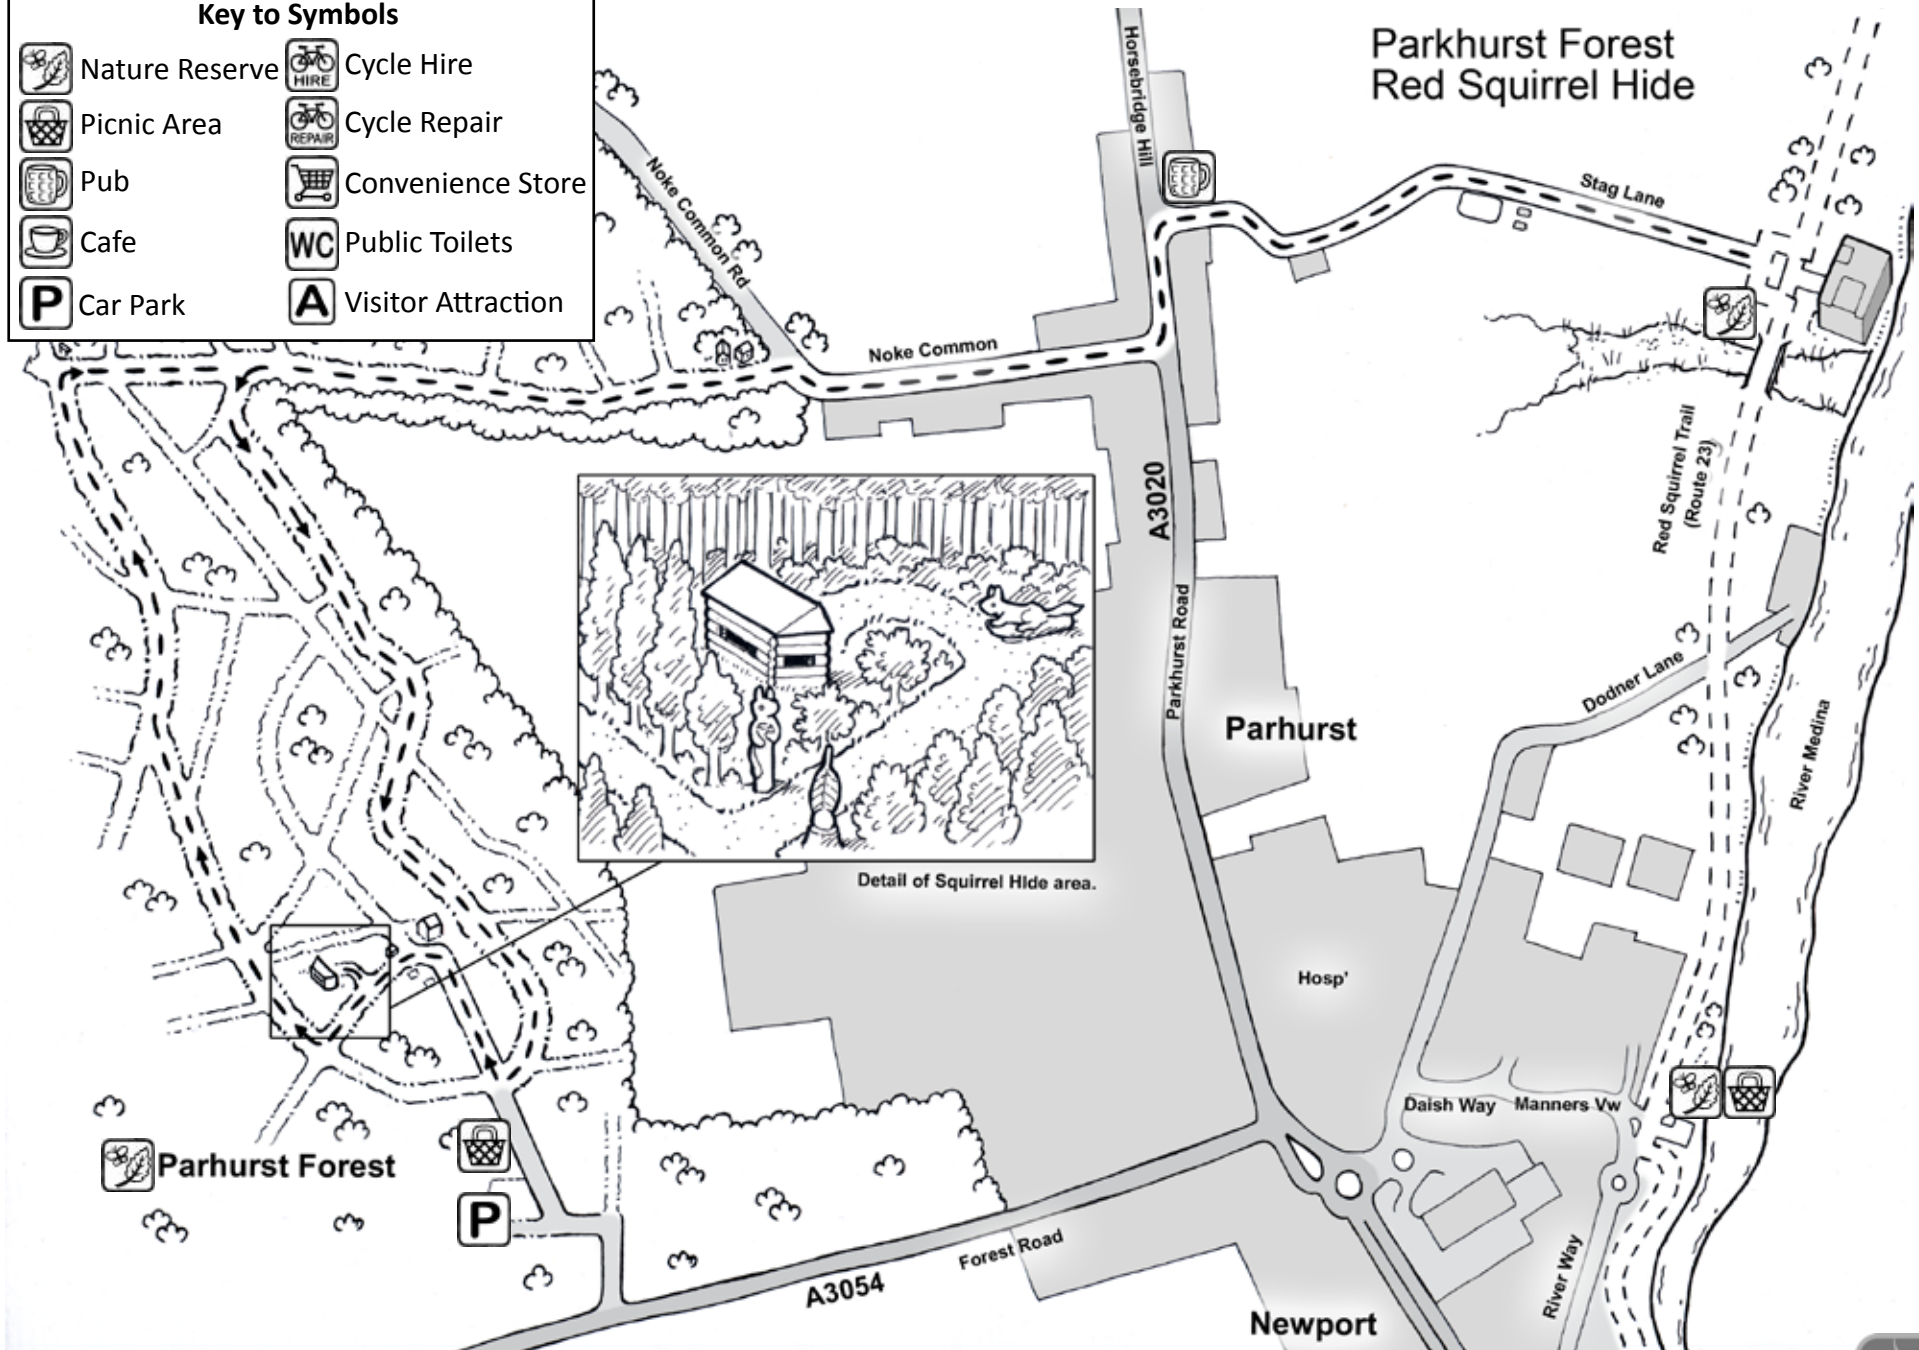 Key to Symbols
Nature Reserve
HIRE
Cycle Hire
Picnic Area
REPAIR
Cycle Repair
Pub
Convenience Store
Cafe
WC
Public Toilets
P
Car Park
A
Visitor Attraction
Parkhurst Forest
Red Squirrel Hide
Horsebridge Hill
Noke Common Rd
Stag Lane
Noke Common
A3020
Red Squirrel Trail
(Route 23)
Parkhurst Road
Dodner Lane
Parhurst
River Medina
Detail of Squirrel HIde area.
Hosp'
Daish Way
Manners Vw
Parhurst Forest
P
Forest Road
A3054
River Way
Newport